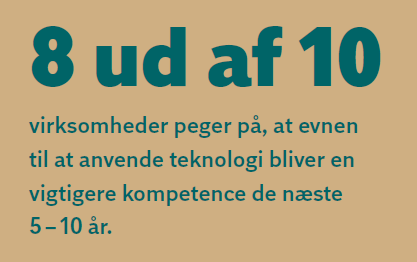 8 ud af 10
virksomheder peger på, at evnen
til at anvende teknologi bliver en
vigtigere kompetence de næste
5 – 10 år.